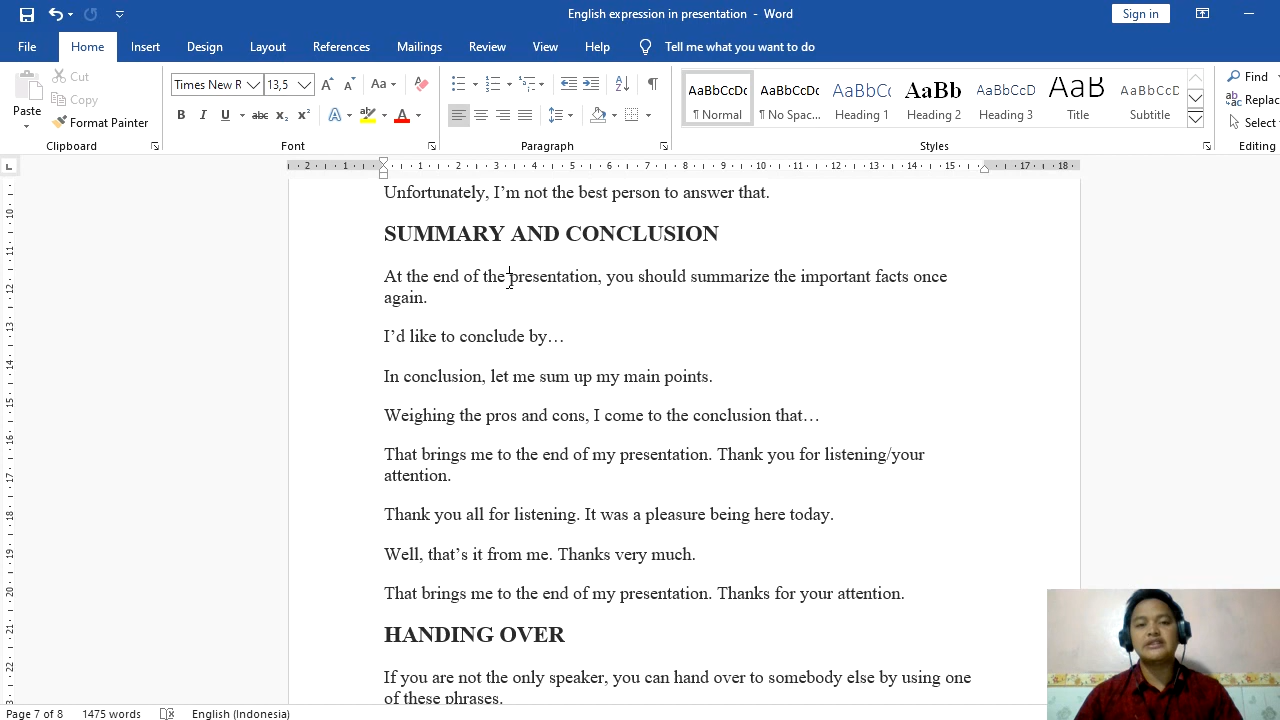 English expression in presentation - Word
Sign in
File Home Insert Design Layout References Mailings Review View Help Tell me what you want to do
Paste
Cut
Copy
Format Painter
Clipboard
Times New R 13,5
Font
Paragraph
AaBbCcDc AaBbCcDc AaBbCc AaBb AaBbCcD AaB AaBbCcD
¶ Normal ¶ No Spac... Heading 1 Heading 2 Heading 3 Title Subtitle
Styles
Find
Replac
Select
Editing
Unfortunately, I’m not the best person to answer that.
SUMMARY AND CONCLUSION
At the end of the presentation, you should summarize the important facts once
again.
I’d like to conclude by…
In conclusion, let me sum up my main points.
Weighing the pros and cons, I come to the conclusion that…
That brings me to the end of my presentation. Thank you for listening/your
attention.
Thank you all for listening. It was a pleasure being here today.
Well, that’s it from me. Thanks very much.
That brings me to the end of my presentation. Thanks for your attention.
HANDING OVER
If you are not the only speaker, you can hand over to somebody else by using one
of these phrases.
Page 7 of 8 1475 words English (Indonesia)